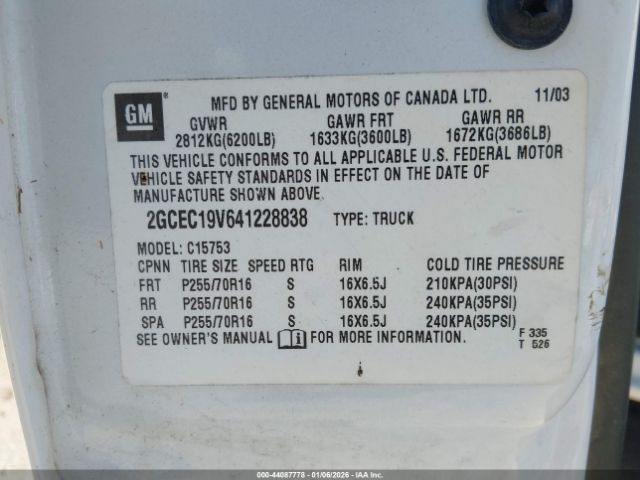 GM ® MFD BY GENERAL MOTORS OF CANADA LTD. 11/03
GVWR GAWR FRT GAWR RR
2812KG(6200LB) 1633KG(3600LB) 1672KG(3686LB)
THIS VEHICLE CONFORMS TO ALL APPLICABLE U.S. FEDERAL MOTOR
VEHICLE SAFETY STANDARDS IN EFFECT ON THE DATE OF
MANUFACTURE SHOWN ABOVE.
2GCEC19V641228838 TYPE: TRUCK
MODEL: C15753
CPNN TIRE SIZE SPEED RTG RIM COLD TIRE PRESSURE
FRT P255/70R16 S 16X6.5J 210KPA(30PSI)
RR P255/70R16 S 16X6.5J 240KPA(35PSI)
SPA P255/70R16 S 16X6.5J 240KPA(35PSI)
SEE OWNER'S MANUAL FOR MORE INFORMATION. F 335
T 526
000-44087778 - 01/06/2026 - IAAI.COM